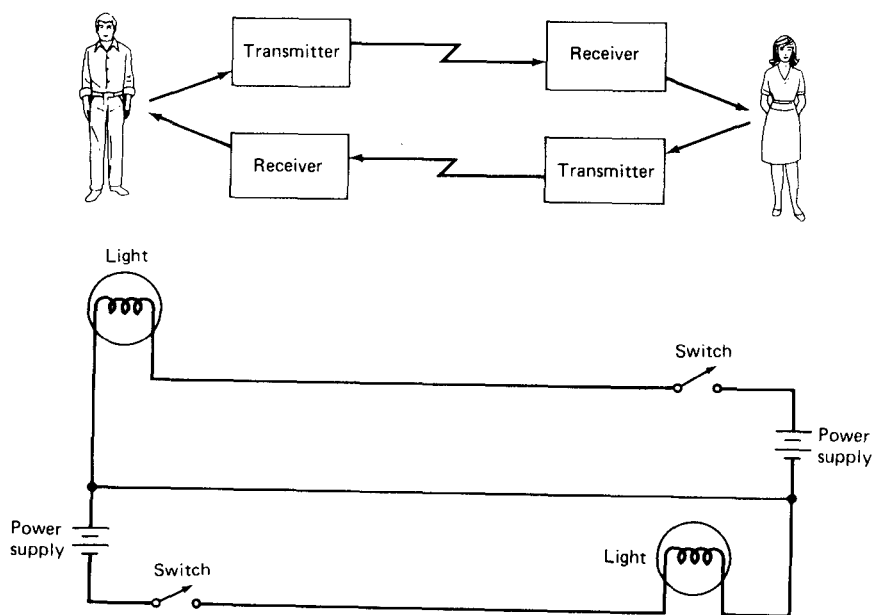 Transmitter
Receiver
Receiver
Transmitter
Light
Switch
Power
supply
Power
supply
Switch
Light